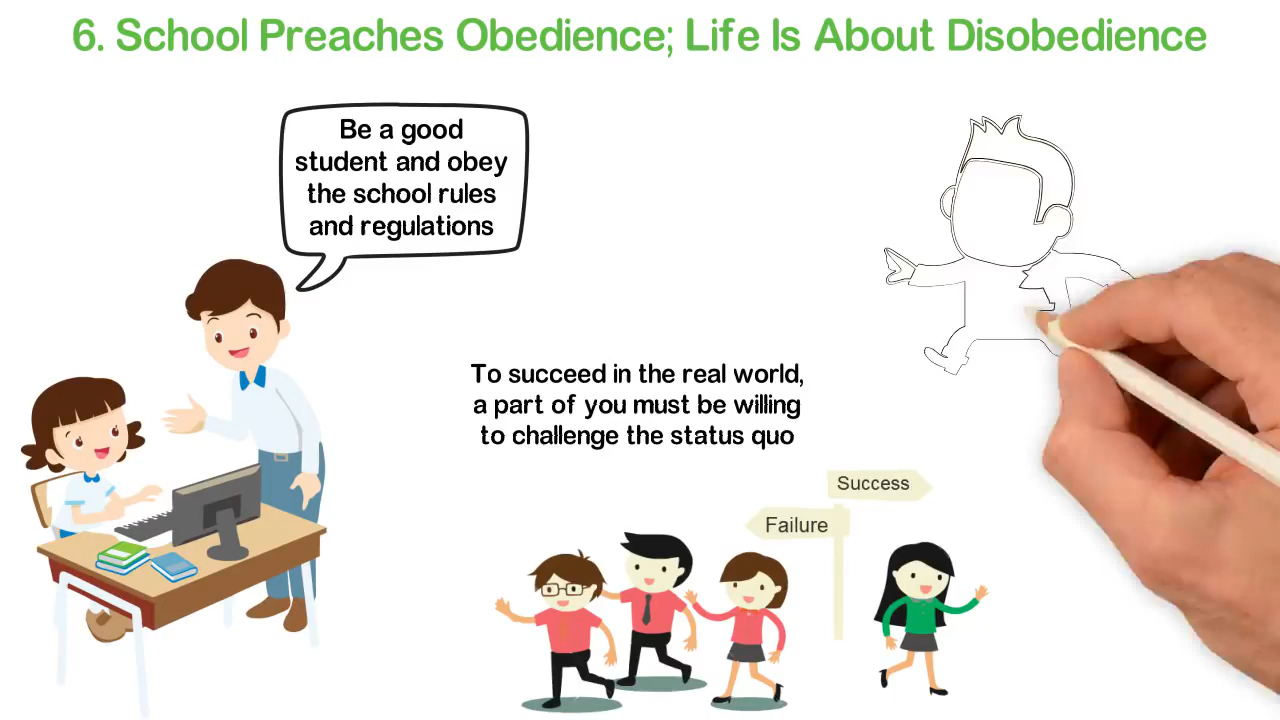 6. School Preaches Obedience; Life Is About Disobedience
Be a good
student and obey
the school rules
and regulations
To succeed in the real world,
a part of you must be willing
to challenge the status quo
Success
Failure